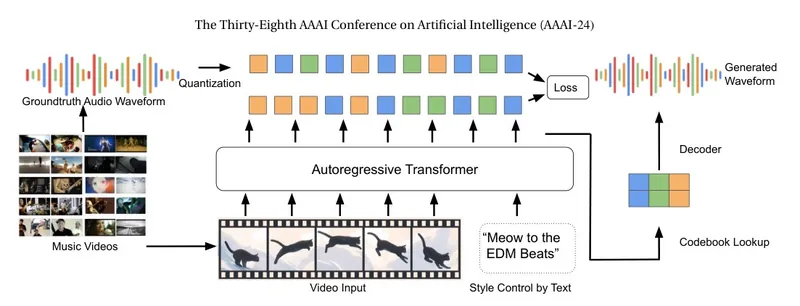 The Thirty-Eighth AAAI Conference on Artificial Intelligence (AAAI-24)
Groundtruth Audio Waveform
Quantization
Loss
Generated
Waveform
Autoregressive Transformer
Decoder
Music Videos
"Meow to the
EDM Beats"
Codebook Lookup
Video Input
Style Control by Text